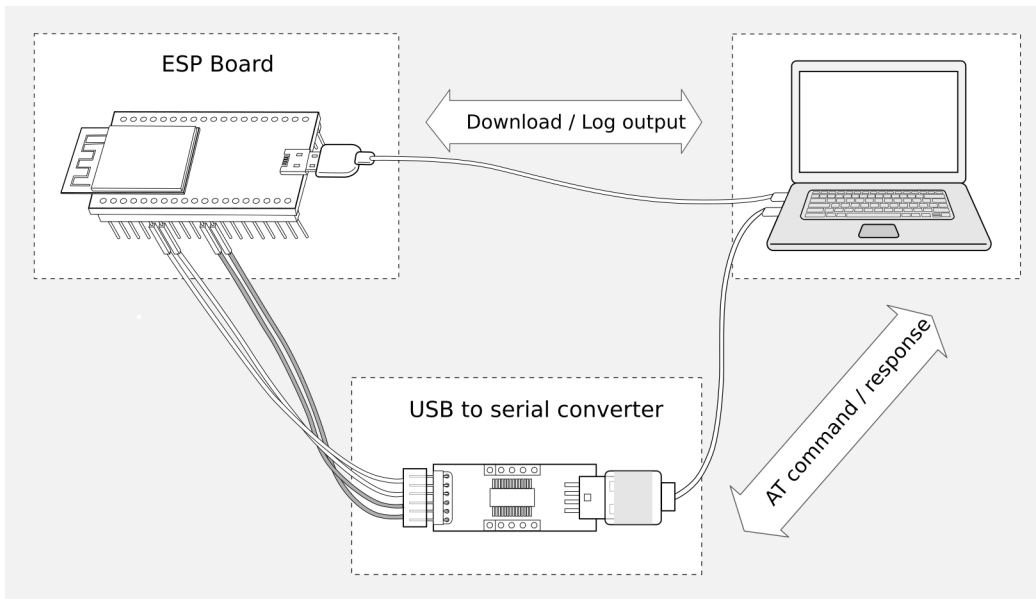 ESP Board
Download / Log output
USB to serial converter
AT command / response